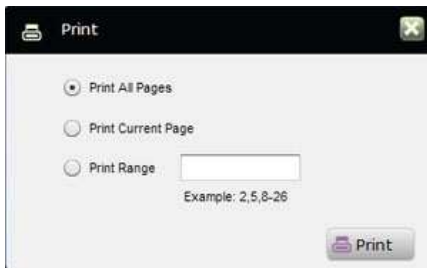 Print
Print All Pages
Print Current Page
Print Range
Example: 2,5,8-26
Print